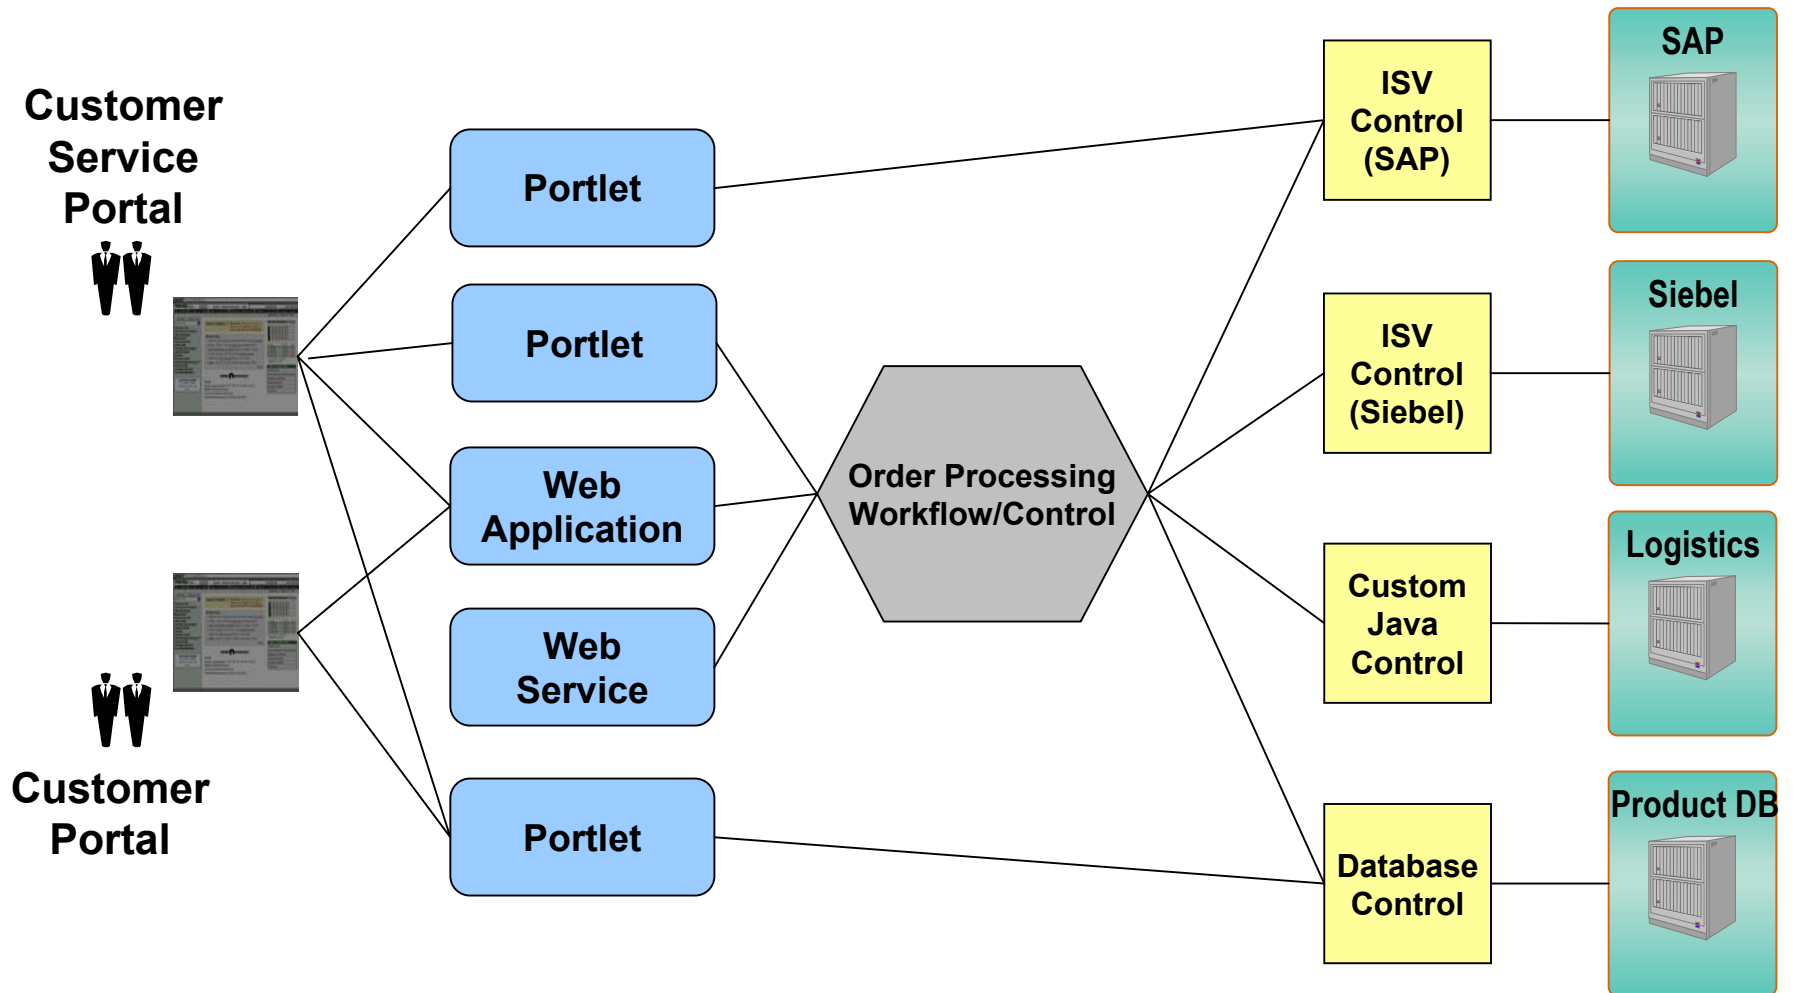 Customer
Service
Portal
Customer
Portal
Portlet
Portlet
Web
Application
Web
Service
Portlet
Order Processing
Workflow/Control
ISV
Control
(SAP)
ISV
Control
(Siebel)
Custom
Java
Control
Database
Control
SAP
Siebel
Logistics
Product DB